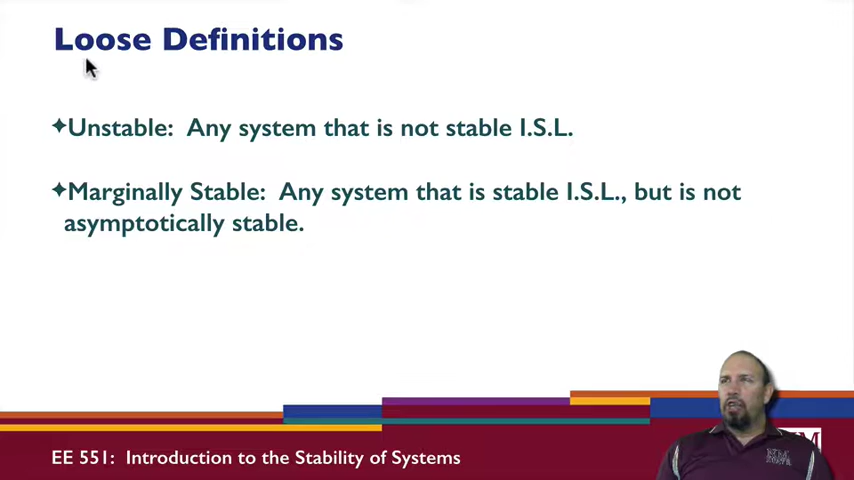 Loose Definitions
✦Unstable: Any system that is not stable I.S.L.
✦Marginally Stable: Any system that is stable I.S.L., but is not
asymptotically stable.
EE 551: Introduction to the Stability of Systems